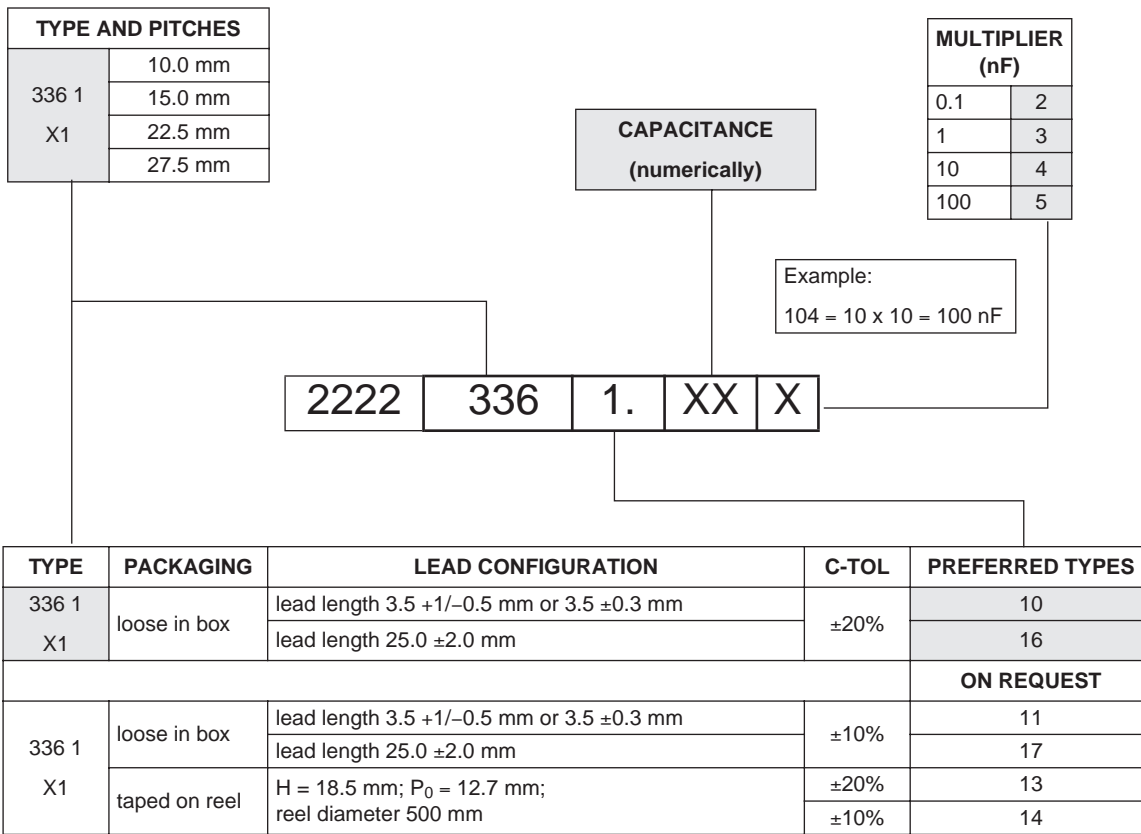 TYPE AND PITCHES
336 1
X1
10.0 mm
15.0 mm
22.5 mm
27.5 mm
CAPACITANCE
(numerically)
MULTIPLIER
(nF)
0.1 2
1 3
10 4
100 5
Example:
104 = 10 x 10 = 100 nF
2222 336 1. XX X
TYPE PACKAGING LEAD CONFIGURATION C-TOL PREFERRED TYPES
336 1
X1
loose in box
lead length 3.5 +1/−0.5 mm or 3.5 ±0.3 mm
lead length 25.0 ±2.0 mm
±20%
10
16
ON REQUEST
336 1
X1
loose in box
lead length 3.5 +1/−0.5 mm or 3.5 ±0.3 mm
lead length 25.0 ±2.0 mm
±10%
11
17
taped on reel
H = 18.5 mm; P0 = 12.7 mm;
reel diameter 500 mm
±20% 13
±10% 14